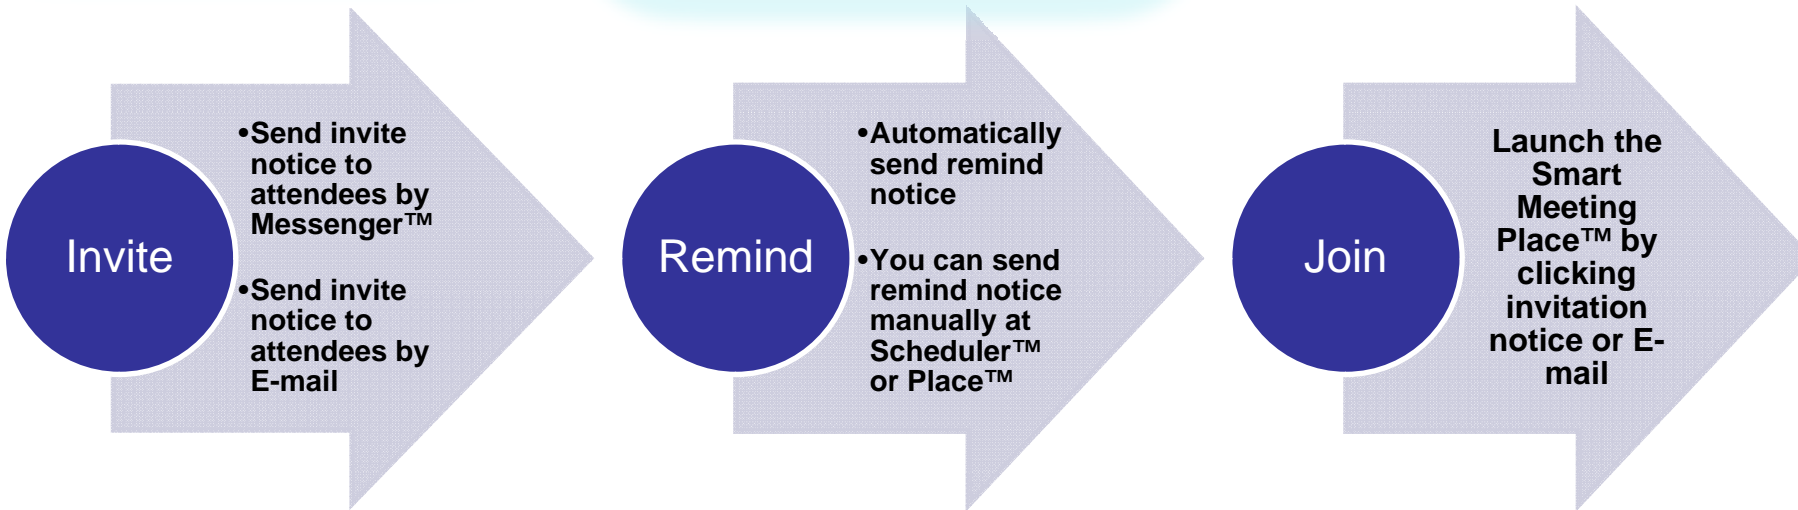 Invite
•Send invite
notice to
attendees by
Messenger™
•Send invite
notice to
attendees by
E-mail
Remind
•Automatically
send remind
notice
•You can send
remind notice
manually at
Scheduler™
or Place™
Join
Launch the
Smart
Meeting
Place™ by
clicking
invitation
notice or E-
mail